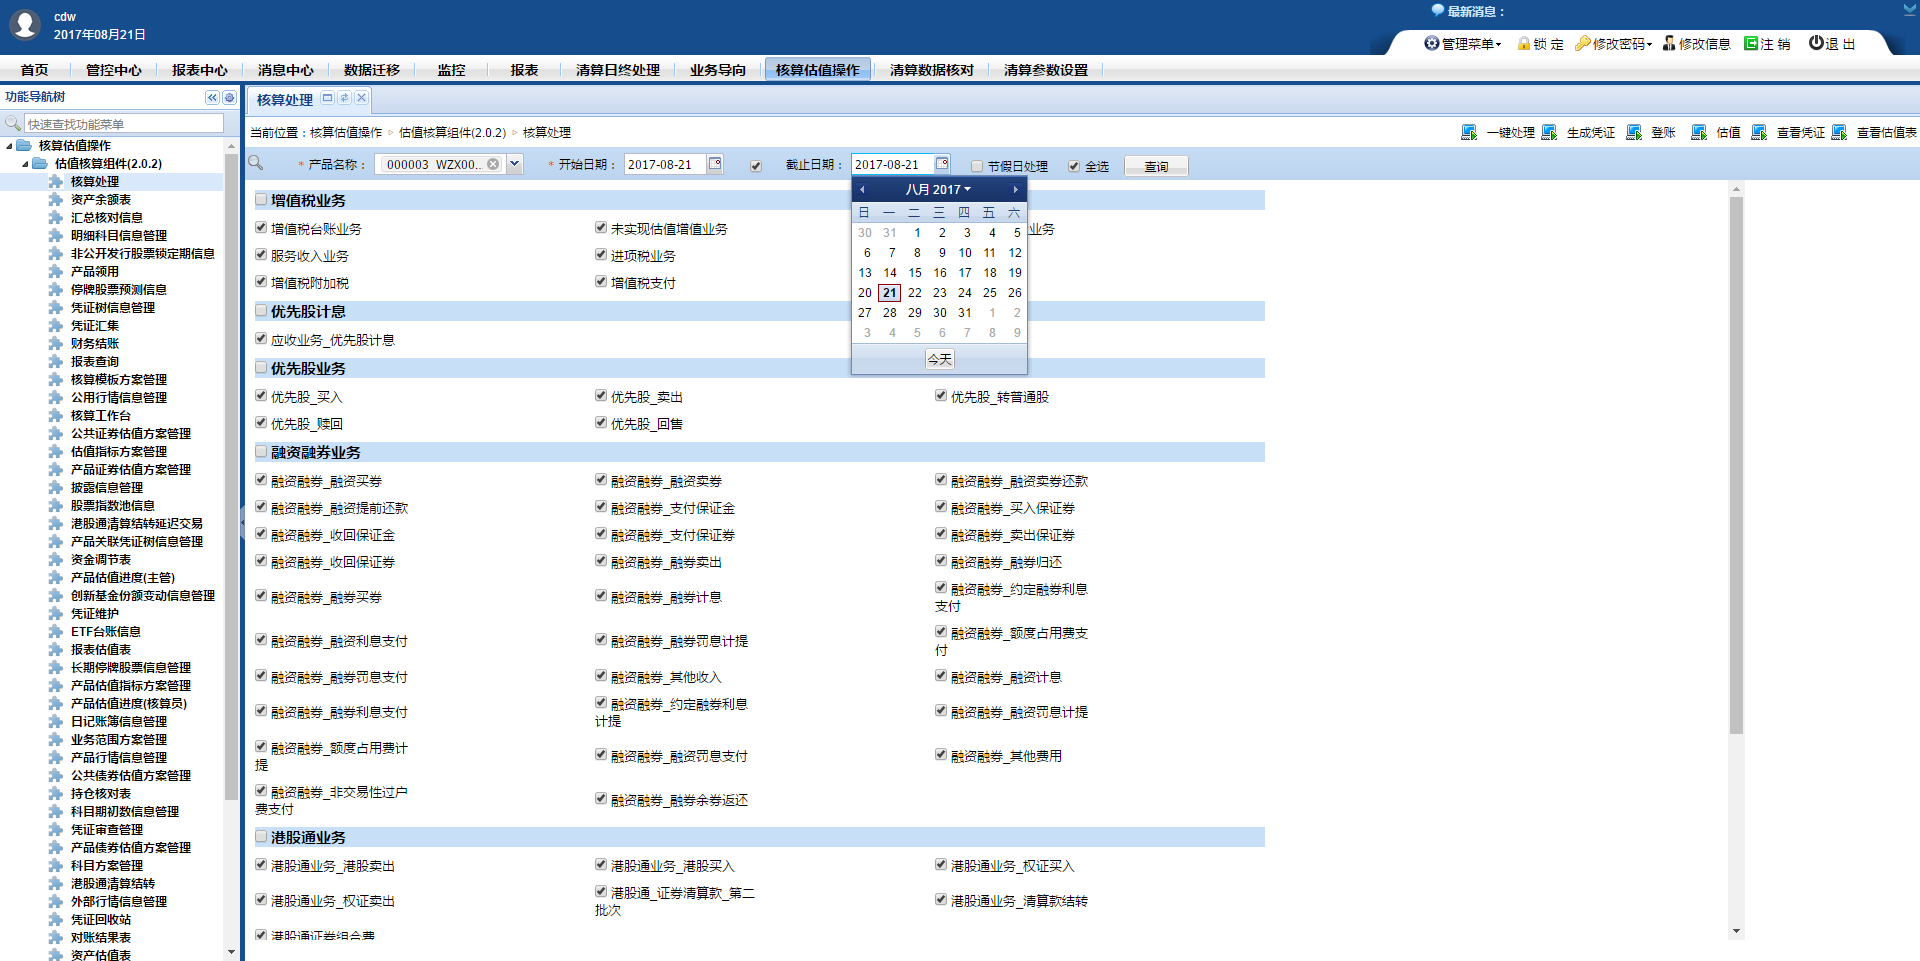 cdw
2017年08月21日
最新消息：
管理菜单 锁 定 修改密码 修改信息 注 销 退 出
首页 管控中心 报表中心 消息中心 数据迁移 监控 报表 清算日终处理 业务导向 核算估值操作 清算数据核对 清算参数设置
功能导航树
快速查找功能菜单
核算估值操作
估值核算组件(2.0.2)
核算处理
资产余额表
汇总核对信息
明细科目信息管理
非公开发行股票锁定期信息
产品领用
停牌股票预测信息
凭证树信息管理
凭证汇集
财务结账
报表查询
核算模板方案管理
公用行情信息管理
核算工作台
公共证券估值方案管理
估值指标方案管理
产品证券估值方案管理
披露信息管理
股票指数池信息
港股通清算结转延迟交易
产品关联凭证树信息管理
资金调节表
产品估值进度(主管)
创新基金份额变动信息管理
凭证维护
ETF台账信息
报表估值表
长期停牌股票信息管理
产品估值指标方案管理
产品估值进度(核算员)
日记账簿信息管理
业务范围方案管理
产品行情信息管理
公共债券估值方案管理
持仓核对表
科目期初数信息管理
凭证审查管理
产品债券估值方案管理
科目方案管理
港股通清算结转
外部行情信息管理
凭证回收站
对账结果表
资产估值表
核算处理
当前位置：核算估值操作 估值核算组件(2.0.2) 核算处理
一键处理 生成凭证 登账 估值 查看凭证 查看估值表
* 产品名称： 000003 WZX00.. * 开始日期： 2017-08-21 截止日期： 2017-08-21 节假日处理 全选 查询
八月 2017
日 一 二 三 四 五 六
30 31 1 2 3 4 5
6 7 8 9 10 11 12
13 14 15 16 17 18 19
20 21 22 23 24 25 26
27 28 29 30 31 1 2
3 4 5 6 7 8 9
今天
增值税业务
增值税台账业务 未实现估值增值业务 业务
服务收入业务 进项税业务
增值税附加税 增值税支付
优先股计息
应收业务_优先股计息
优先股业务
优先股_买入 优先股_卖出 优先股_转普通股
优先股_赎回 优先股_回售
融资融券业务
融资融券_融资买券 融资融券_融资卖券 融资融券_融资卖券还款
融资融券_融资提前还款 融资融券_支付保证金 融资融券_买入保证券
融资融券_收回保证金 融资融券_支付保证券 融资融券_卖出保证券
融资融券_收回保证券 融资融券_融券卖出 融资融券_融券归还
融资融券_融券买券 融资融券_融券计息 融资融券_约定融券利息
支付
融资融券_融资利息支付 融资融券_融券罚息计提 融资融券_额度占用费支
付
融资融券_融券罚息支付 融资融券_其他收入 融资融券_融资计息
融资融券_融券利息支付 融资融券_约定融券利息
计提 融资融券_融资罚息计提
融资融券_额度占用费计
提 融资融券_融资罚息支付 融资融券_其他费用
融资融券_非交易性过户
费支付 融资融券_融券余券返还
港股通业务
港股通业务_港股卖出 港股通业务_港股买入 港股通业务_权证买入
港股通业务_权证卖出 港股通_证券清算款_第二
批次 港股通业务_清算款结转
港股通证券组合费